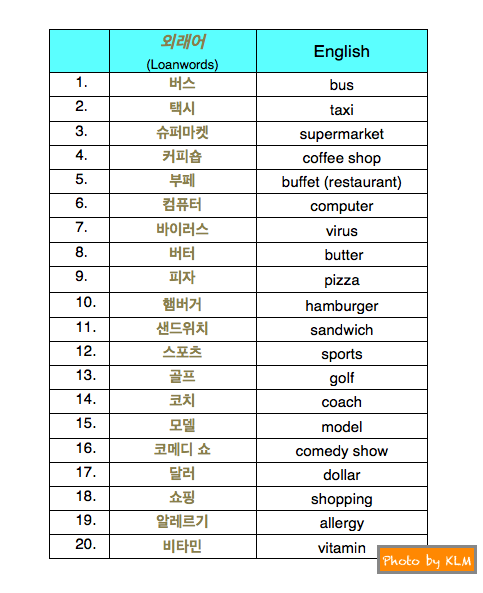 외래어 English
(Loanwords)
1. 버스 bus
2. 택시 taxi
3. 슈퍼마켓 supermarket
4. 커피숍 coffee shop
5. 부페 buffet (restaurant)
6. 컴퓨터 computer
7. 바이러스 virus
8. 버터 butter
9. 피자 pizza
10. 햄버거 hamburger
11. 샌드위치 sandwich
12. 스포츠 sports
13. 골프 golf
14. 코치 coach
15. 모델 model
16. 코메디 쇼 comedy show
17. 달러 dollar
18. 쇼핑 shopping
19. 알레르기 allergy
20. 비타민 vitamin
Photo by KLM